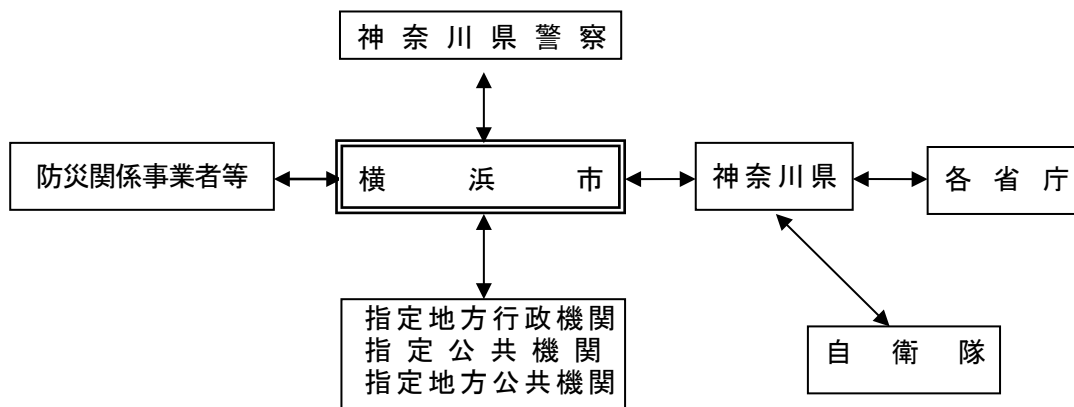 神奈川県警察
防災関係事業者等
横浜市
神奈川県
各省庁
指定地方行政機関
指定公共機関
指定地方公共機関
自衛隊